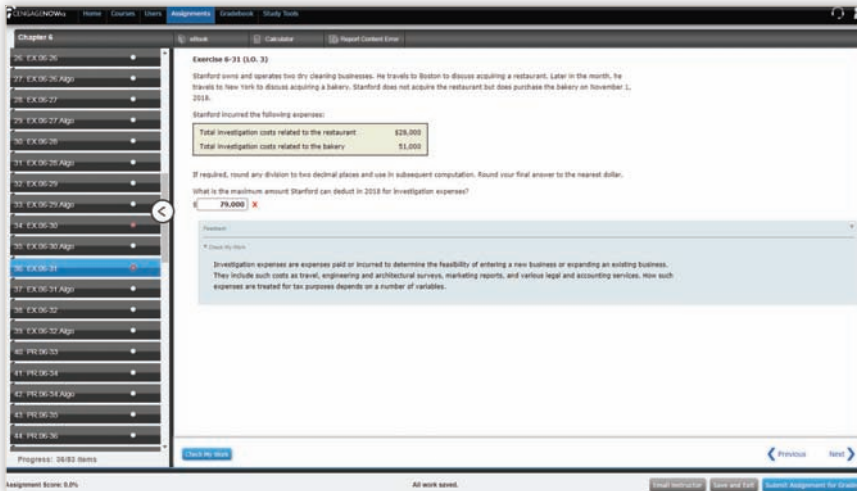 CENGAGENOWv2 Home Courses Users Assignments Gradebook Study Tools
Chapter 6 eBook Calculator Report Content Error
26. EX.06-26
27. EX.06-26.Algo
28. EX.06-27
29. EX.06-27.Algo
30. EX.06-28
31. EX.06-28.Algo
32. EX.06-29
33. EX.06-29.Algo
34. EX.06-30
35. EX.06-30.Algo
36. EX.06-31
37. EX.06-31.Algo
38. EX.06-32
39. EX.06-32.Algo
40. PR.06-33
41. PR.06-34
42. PR.06-34.Algo
43. PR.06-35
44. PR.06-36
Progress: 36/83 items
Exercise 6-31 (LO. 3)
Stanford owns and operates two dry cleaning businesses. He travels to Boston to discuss acquiring a restaurant. Later in the month, he
travels to New York to discuss acquiring a bakery. Stanford does not acquire the restaurant but does purchase the bakery on November 1,
2018.
Stanford incurred the following expenses:
Total investigation costs related to the restaurant $28,000
Total investigation costs related to the bakery 51,000
If required, round any division to two decimal places and use in subsequent computation. Round your final answer to the nearest dollar.
What is the maximum amount Stanford can deduct in 2018 for investigation expenses?
$ 79,000 X
Feedback
Check My Work
Investigation expenses are expenses paid or incurred to determine the feasibility of entering a new business or expanding an existing business.
They include such costs as travel, engineering and architectural surveys, marketing reports, and various legal and accounting services. How such
expenses are treated for tax purposes depends on a number of variables.
Check My Work
Previous Next
Assignment Score: 0.0% All work saved. Email Instructor Save and Exit Submit Assignment for Grading